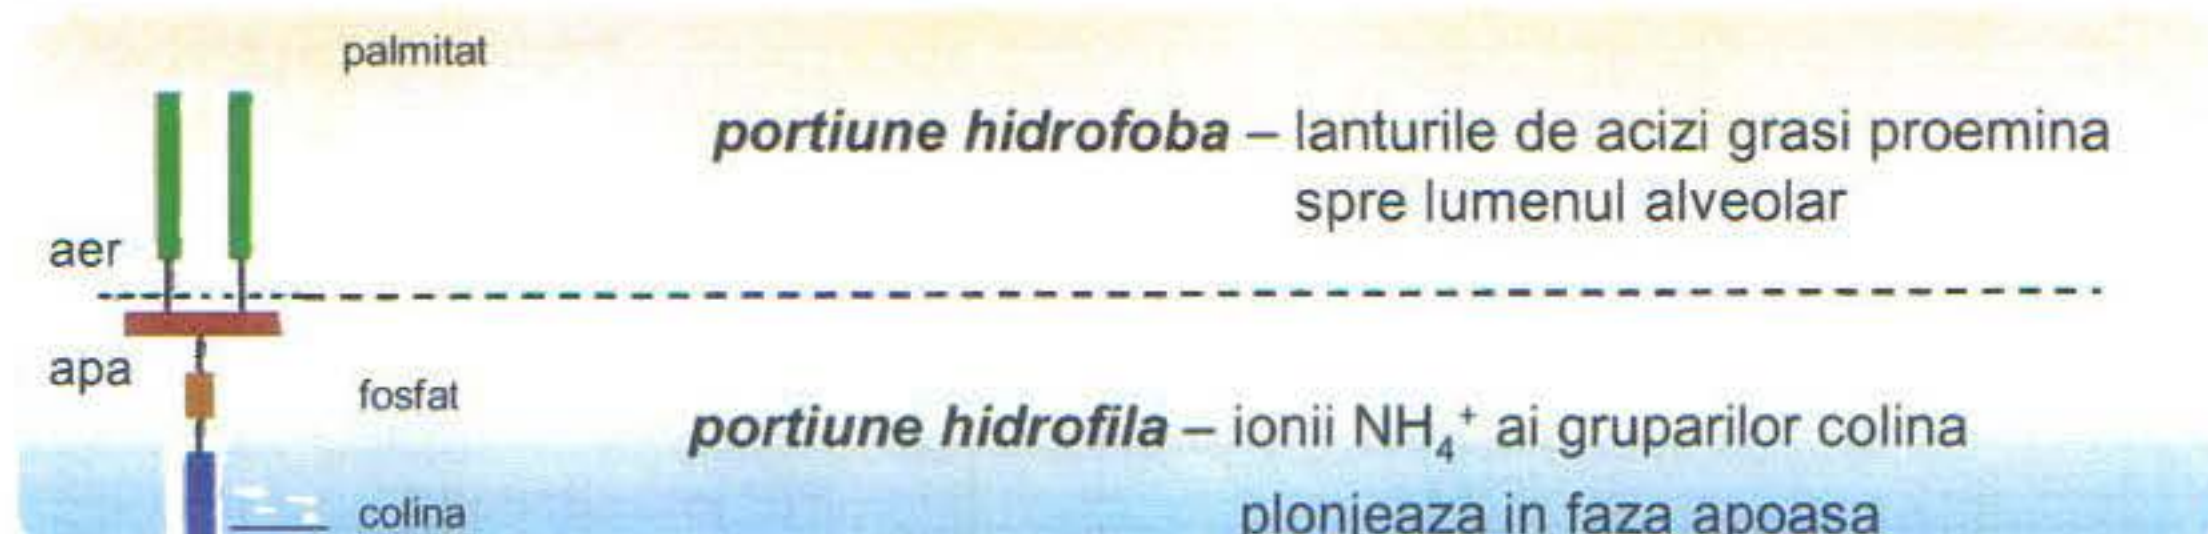 palmitat
portiune hidrofoba – lanturile de acizi grasi proemina
spre lumenul alveolar
aer
apa
fosfat
portiune hidrofila – ionii NH₄⁺ ai gruparilor colina
colina
plonjeaza in faza apoasa